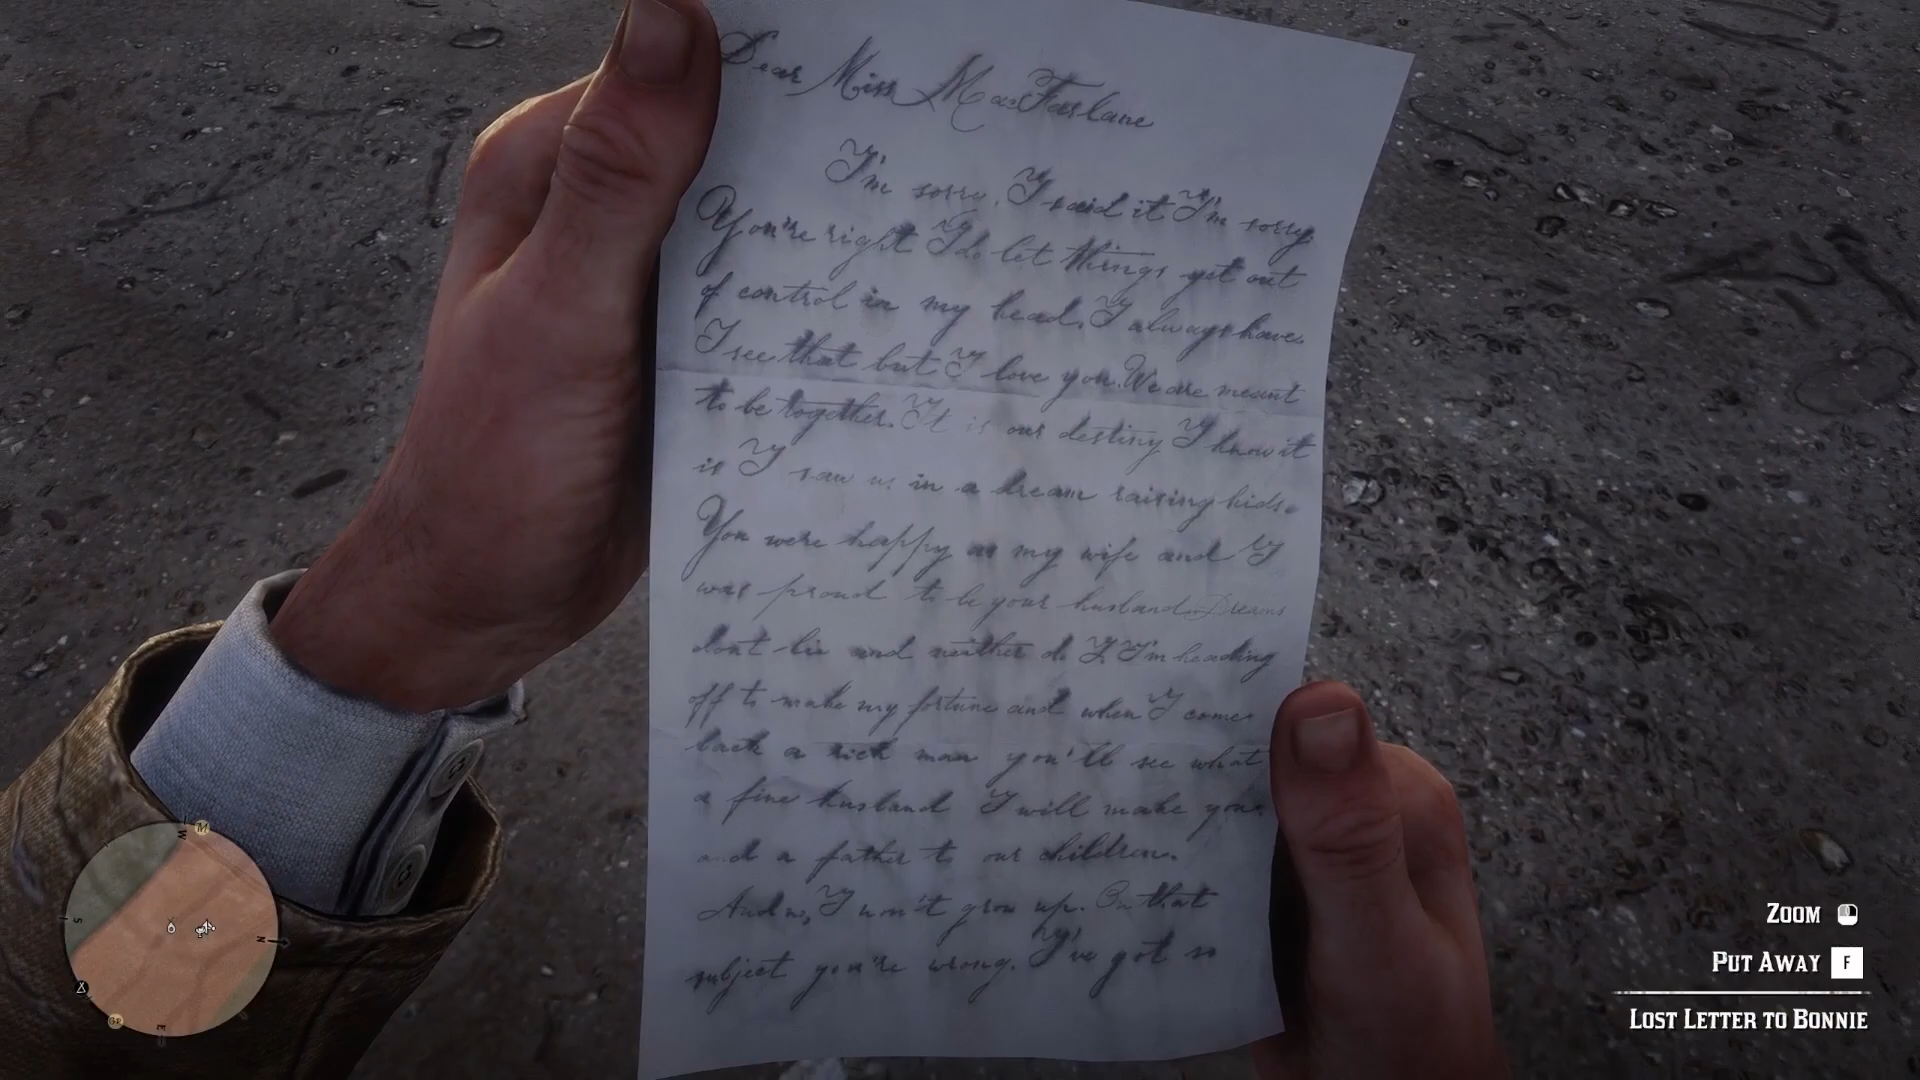 Dear Miss MacFarlane
I'm sorry. I said it I'm sorry.
You're right I do let things get out
of control in my head. I always have.
I see that but I love you. We are meant
to be together. It is our destiny I know it
is I saw us in a dream raising kids.
You were happy as my wife and I
was proud to be your husband. Dreams
dont lie and neither do I. I'm heading
off to make my fortune and when I come
back a rich man you'll see what
a fine husband I will make you
and a father to our children.
And no, I won't grow up. On that
subject you're wrong. I've got so
ZOOM
PUT AWAY F
LOST LETTER TO BONNIE
W
M
S
N
GR
E